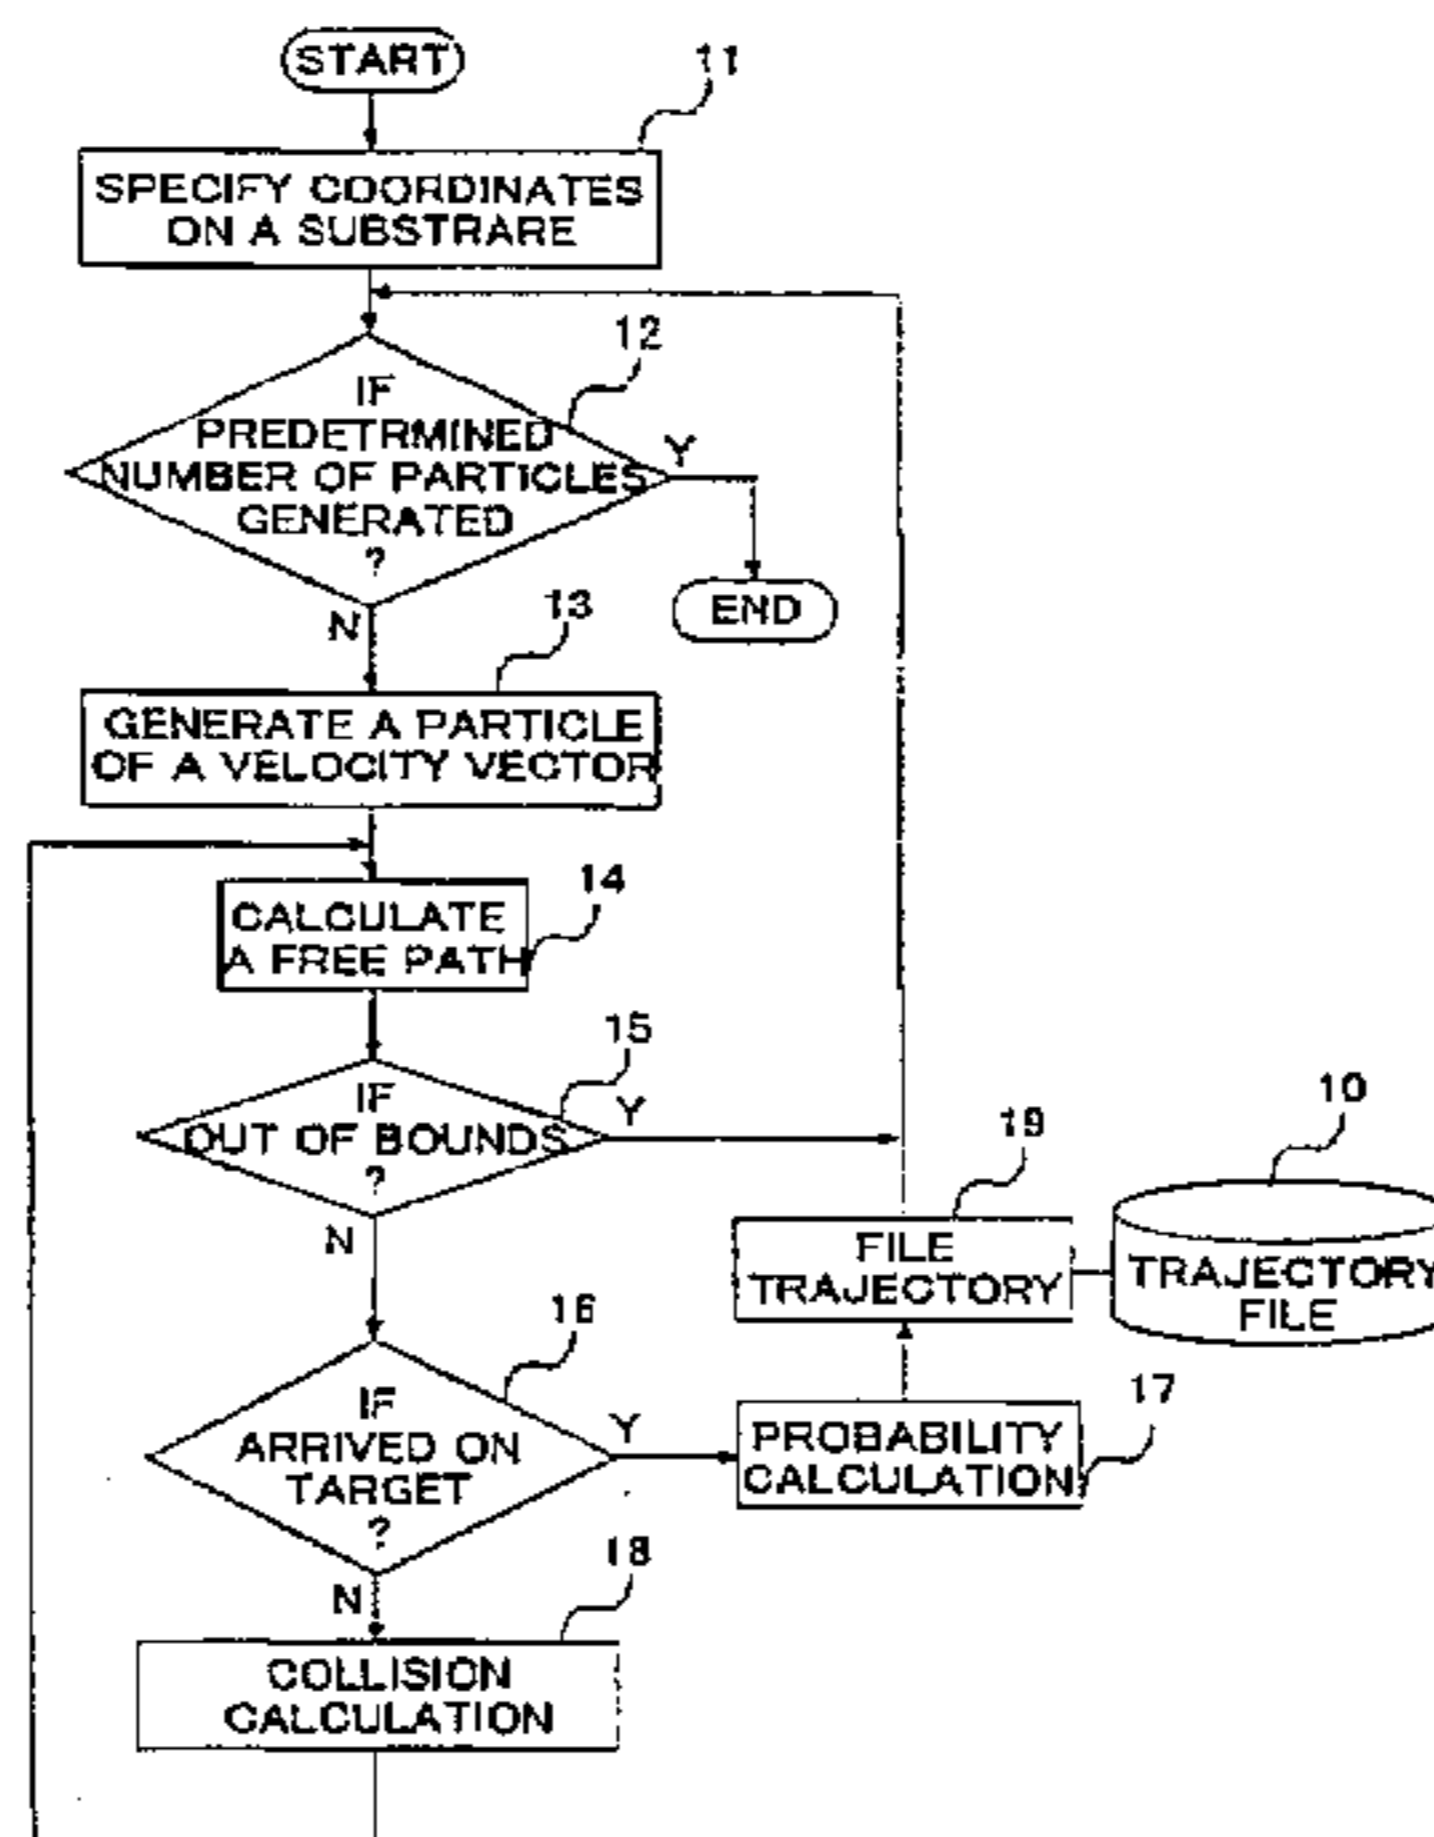 START
11
SPECIFY COORDINATES
ON A SUBSTRARE
12
IF
PREDETRMINED
NUMBER OF PARTICLES
GENERATED
?
Y
END
N
13
GENERATE A PARTICLE
OF A VELOCITY VECTOR
14
CALCULATE
A FREE PATH
15
IF
OUT OF BOUNDS
?
Y
N
19
FILE
TRAJECTORY
10
TRAJECTORY
FILE
16
IF
ARRIVED ON
TARGET
?
Y
17
PROBABILITY
CALCULATION
N
18
COLLISION
CALCULATION